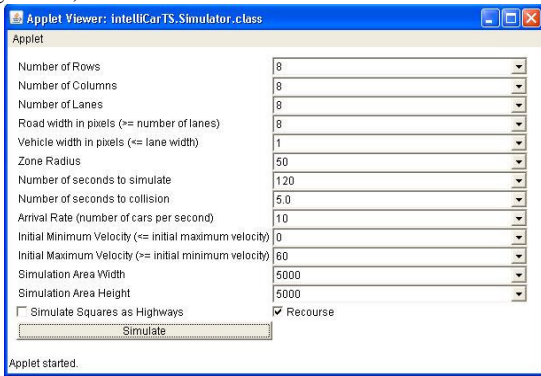 Applet Viewer: intelliCarTS.Simulator.class
Applet
Number of Rows 8
Number of Columns 8
Number of Lanes 8
Road width in pixels (>= number of lanes) 8
Vehicle width in pixels (<= lane width) 1
Zone Radius 50
Number of seconds to simulate 120
Number of seconds to collision 5.0
Arrival Rate (number of cars per second) 10
Initial Minimum Velocity (<= initial maximum velocity) 0
Initial Maximum Velocity (>= initial minimum velocity) 60
Simulation Area Width 5000
Simulation Area Height 5000
Simulate Squares as Highways Recourse
Simulate
Applet started.